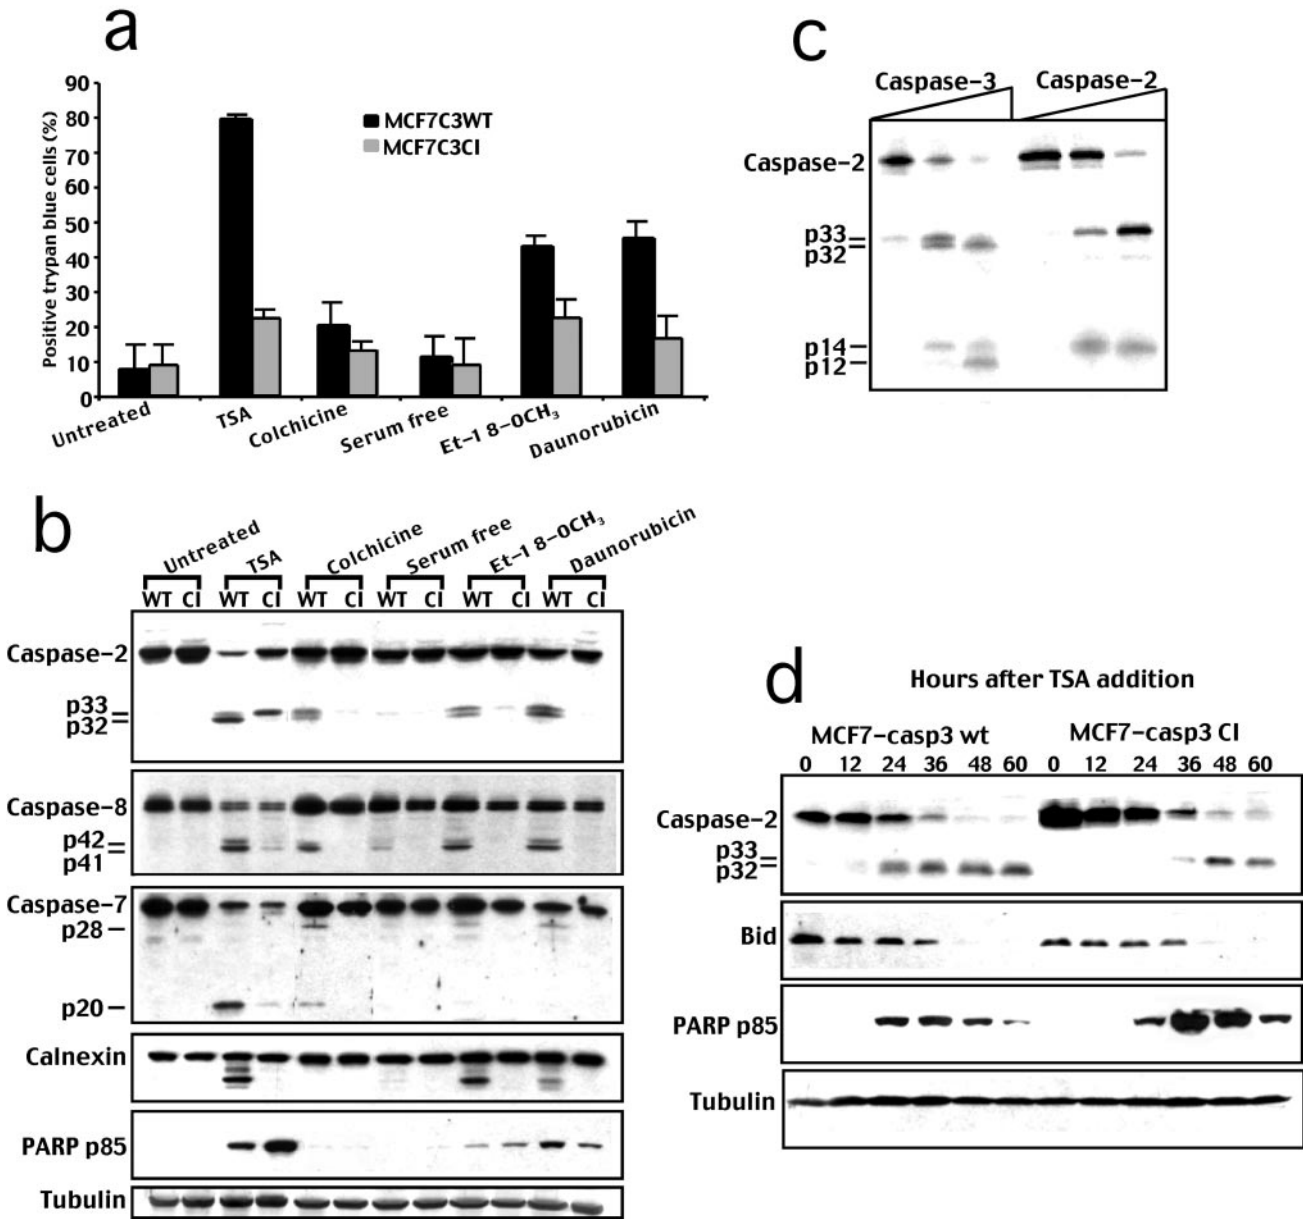 a
90
80
70
60
50
40
30
20
10
0
Positive trypan blue cells (%)
MCF7C3WT
MCF7C3CI
Untreated
TSA
Colchicine
Serum free
Et-1 8-OCH₃
Daunorubicin
b
Untreated
TSA
Colchicine
Serum free
Et-1 8-OCH₃
Daunorubicin
WT CI WT CI WT CI WT CI WT CI WT CI
Caspase-2
p33
p32
Caspase-8
p42
p41
Caspase-7
p28
p20
Calnexin
PARP p85
Tubulin
c
Caspase-3 Caspase-2
Caspase-2
p33
p32
p14
p12
d
Hours after TSA addition
MCF7-casp3 wt MCF7-casp3 CI
0 12 24 36 48 60 0 12 24 36 48 60
Caspase-2
p33
p32
Bid
PARP p85
Tubulin